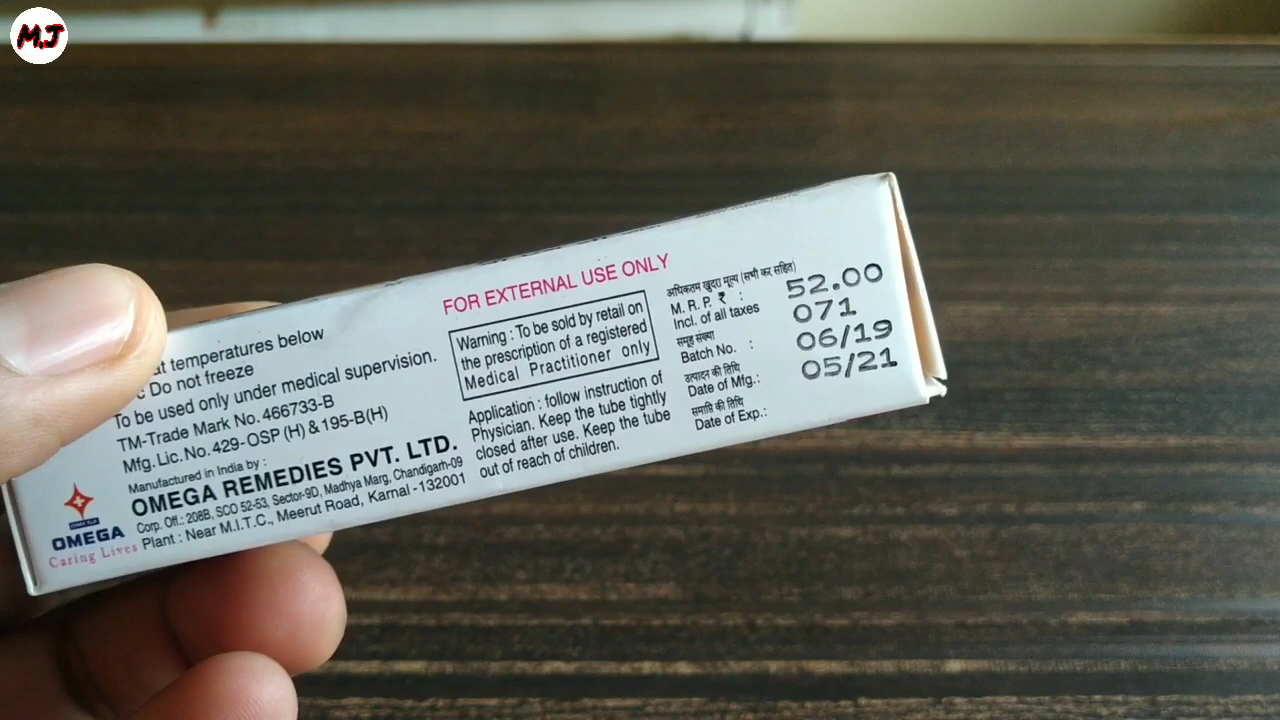 M.J
at temperatures below
Do not freeze
To be used only under medical supervision.
TM-Trade Mark No. 466733-B
Mfg. Lic. No. 429-OSP (H) & 195-B(H)
Manufactured in India by :
OMEGA REMEDIES PVT. LTD.
Corp. Off.: 208B, SCO 52-53, Sector-9D, Madhya Marg, Chandigarh-09
Plant : Near M.I.T.C., Meerut Road, Karnal -132001
OMEGA
Caring Lives
FOR EXTERNAL USE ONLY
Warning : To be sold by retail on
the prescription of a registered
Medical Practitioner only
Application : follow instruction of
Physician. Keep the tube tightly
closed after use. Keep the tube
out of reach of children.
अधिकतम खुदरा मूल्य (सभी कर सहित)
M. R. P. ₹ : 52.00
Incl. of all taxes
समूह संख्या
Batch No. : 071
उत्पादन की तिथि
Date of Mfg.: 06/19
समाप्ति की तिथि
Date of Exp.: 05/21